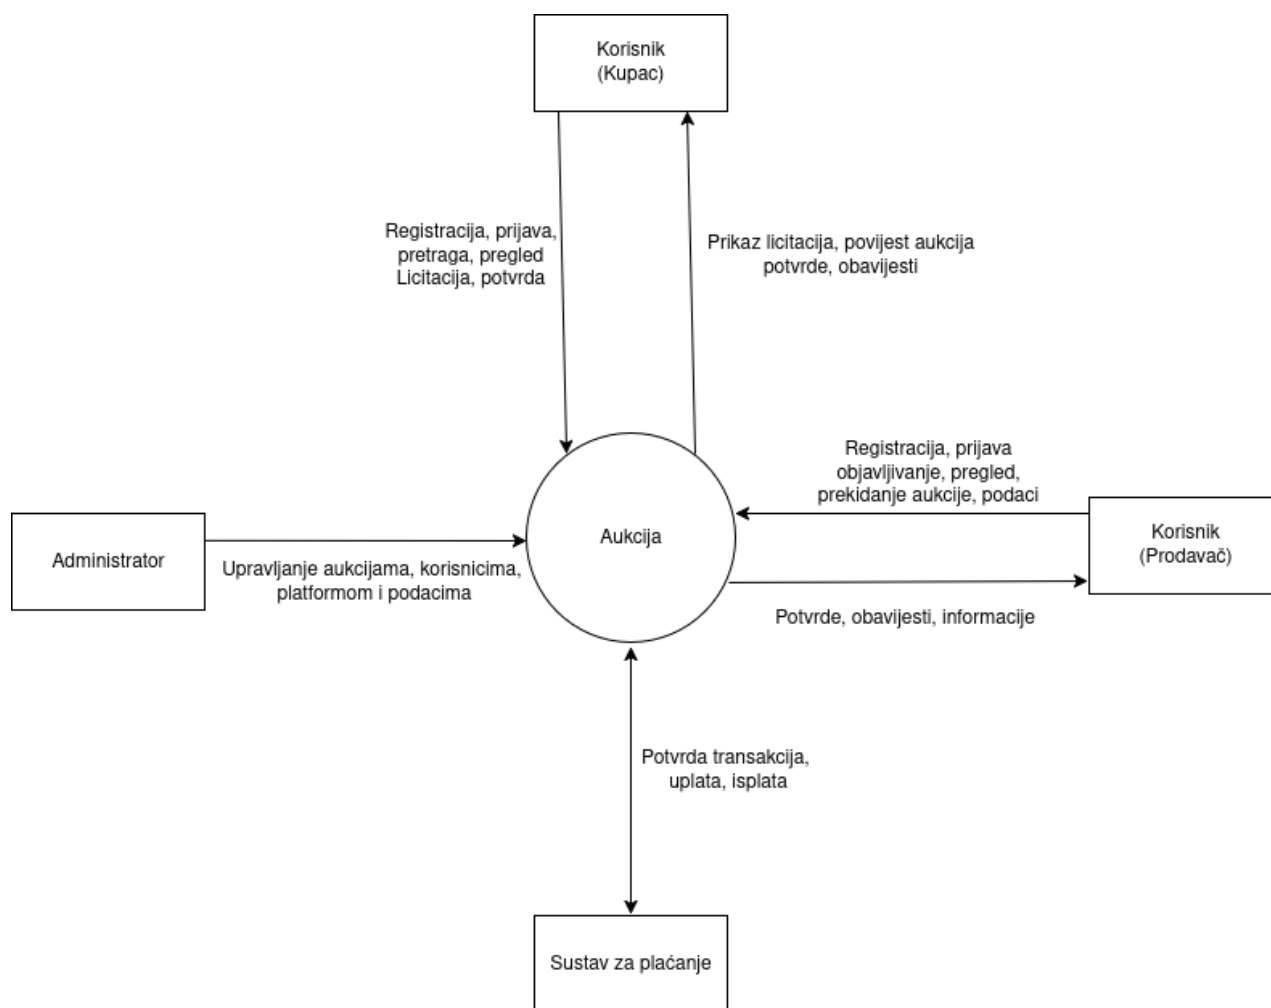 Korisnik
(Kupac)
Registracija, prijava,
pretraga, pregled
Licitacija, potvrda
Prikaz licitacija, povijest aukcija
potvrde, obavijesti
Registracija, prijava
objavljivanje, pregled,
prekidanje aukcije, podaci
Administrator
Aukcija
Korisnik
(Prodavač)
Upravljanje aukcijama, korisnicima,
platformom i podacima
Potvrde, obavijesti, informacije
Potvrda transakcija,
uplata, isplata
Sustav za plaćanje